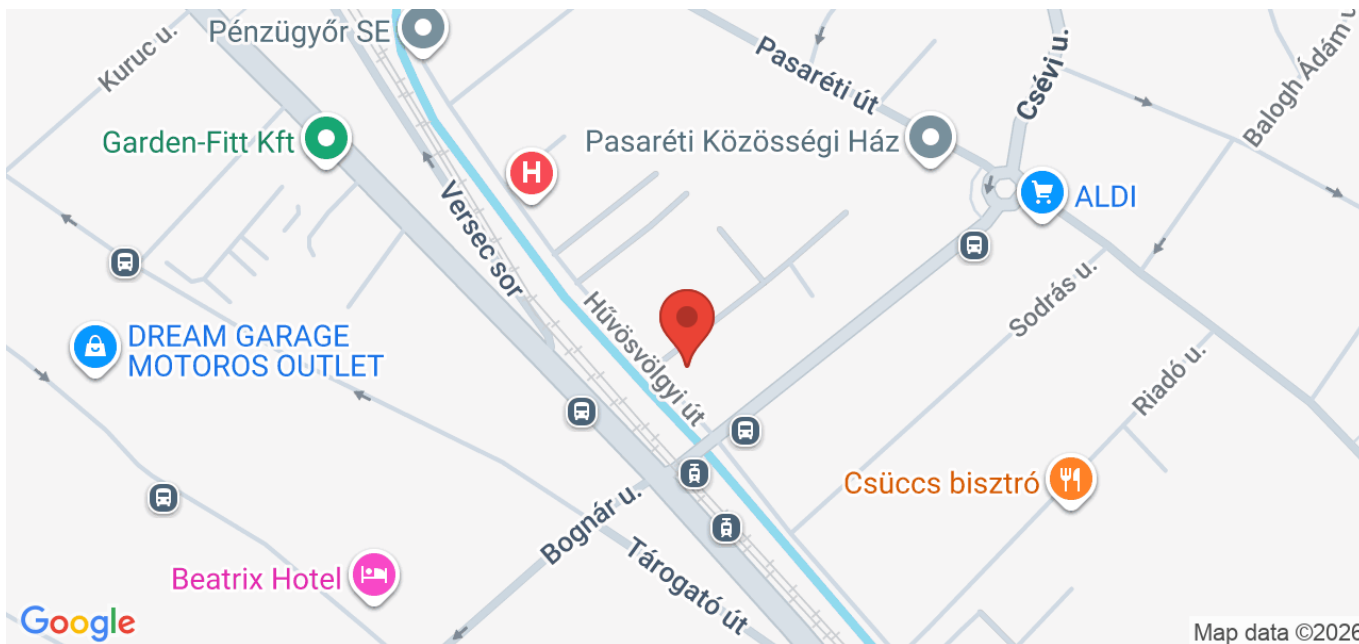 Pénzügyőr SE
Kuruc u.
Pasaréti út
Csévi u.
Balogh Ádám u
Garden-Fitt Kft
Pasaréti Közösségi Ház
H
ALDI
Versec sor
Sodrás u.
Hűvösvölgyi út
DREAM GARAGE
MOTOROS OUTLET
Riadó u.
Csüccs bisztró
Bognár u.
Tárogató út
Beatrix Hotel
Google
Map data ©2026